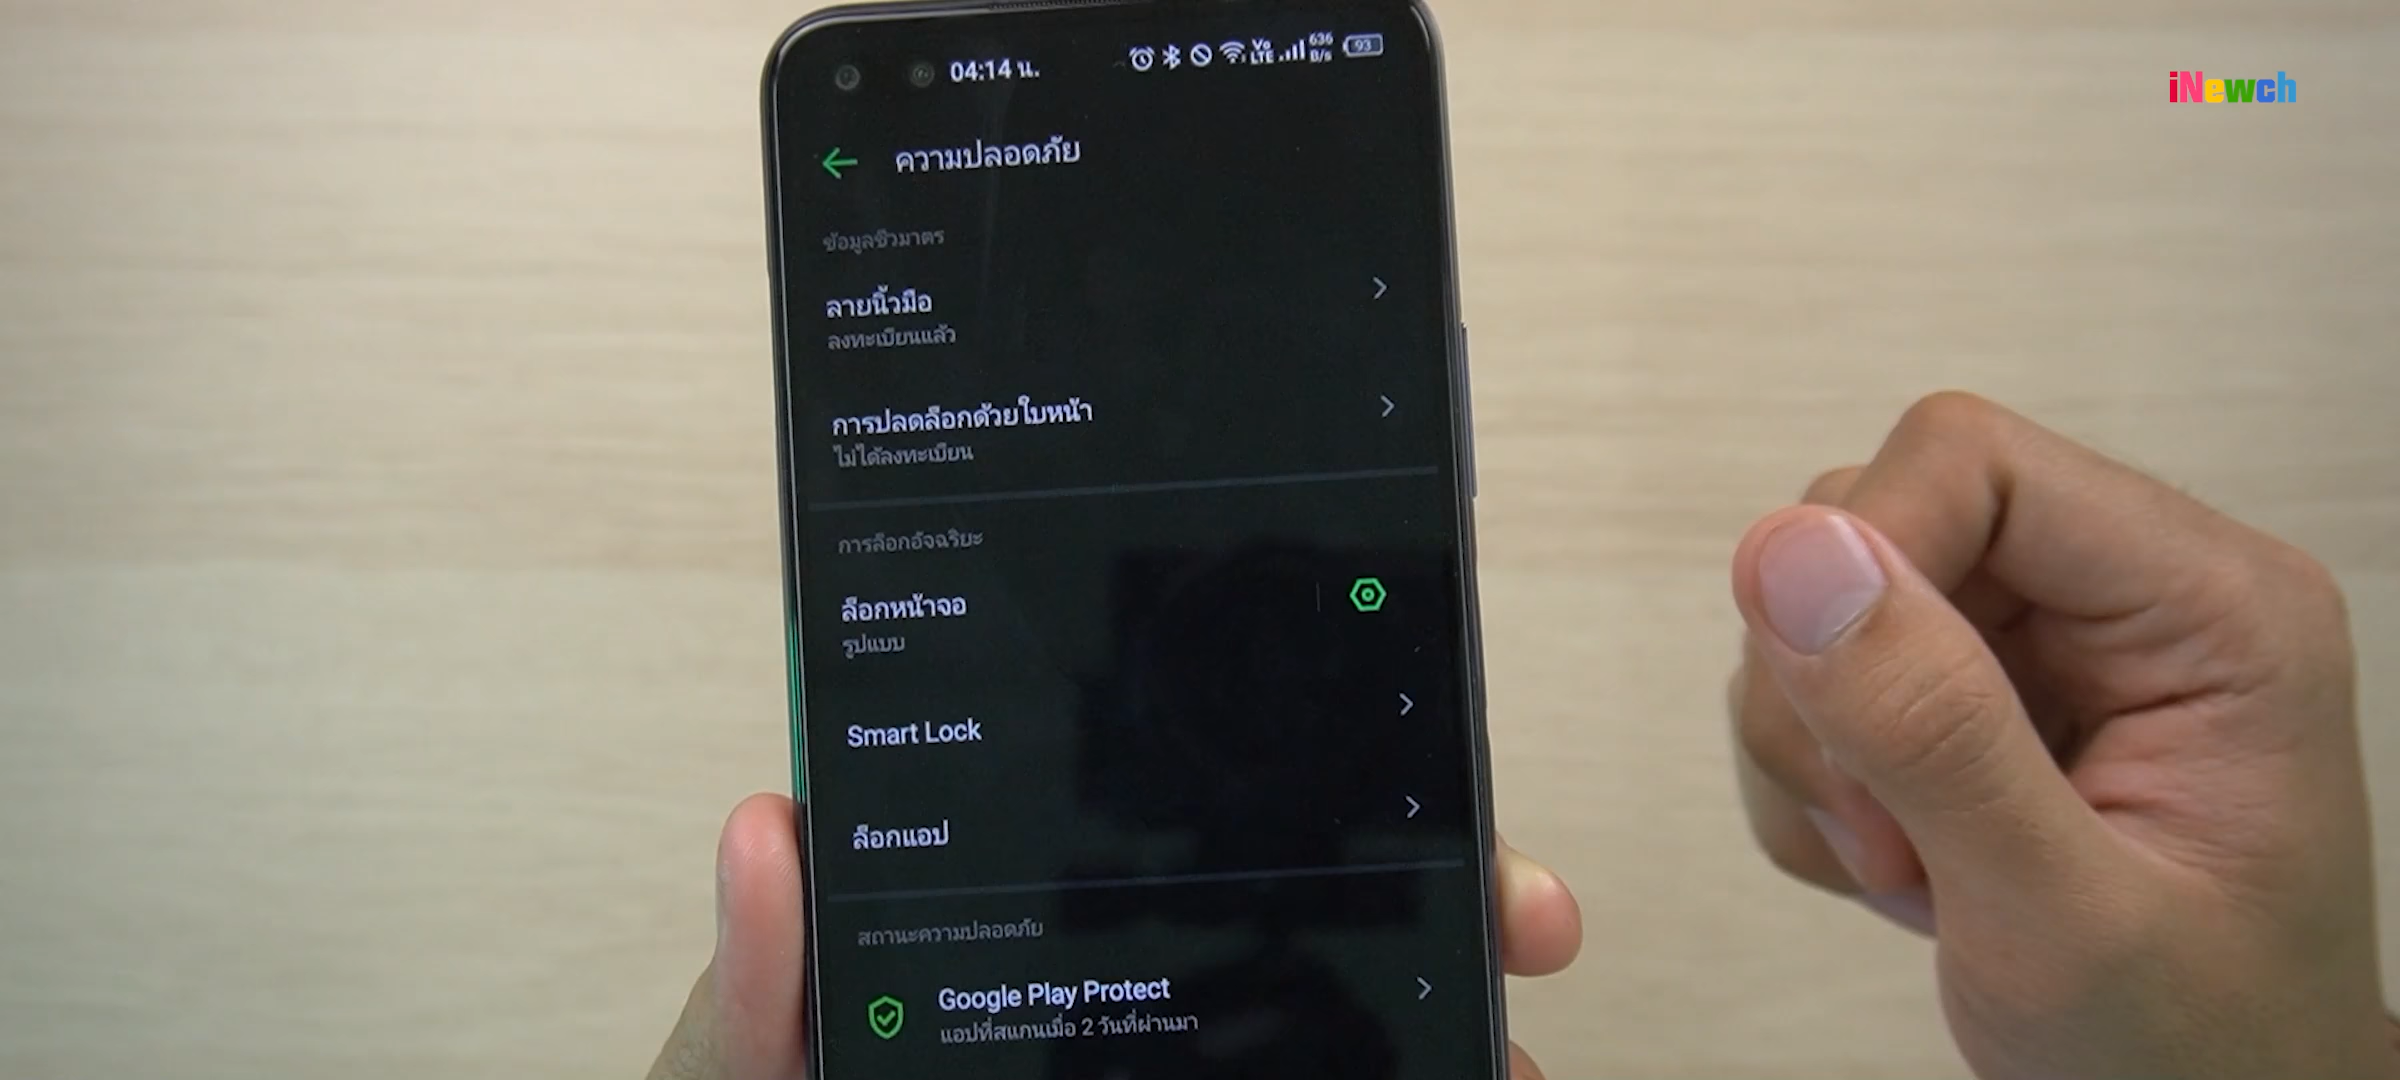 04:14 น.
Vo
LTE
636
B/s
93
iNewch
ความปลอดภัย
ข้อมูลชีวมาตร
ลายนิ้วมือ
ลงทะเบียนแล้ว
การปลดล็อกด้วยใบหน้า
ไม่ได้ลงทะเบียน
การล็อกอัจฉริยะ
ล็อกหน้าจอ
รูปแบบ
Smart Lock
ล็อกแอป
สถานะความปลอดภัย
Google Play Protect
แอปที่สแกนเมื่อ 2 วันที่ผ่านมา